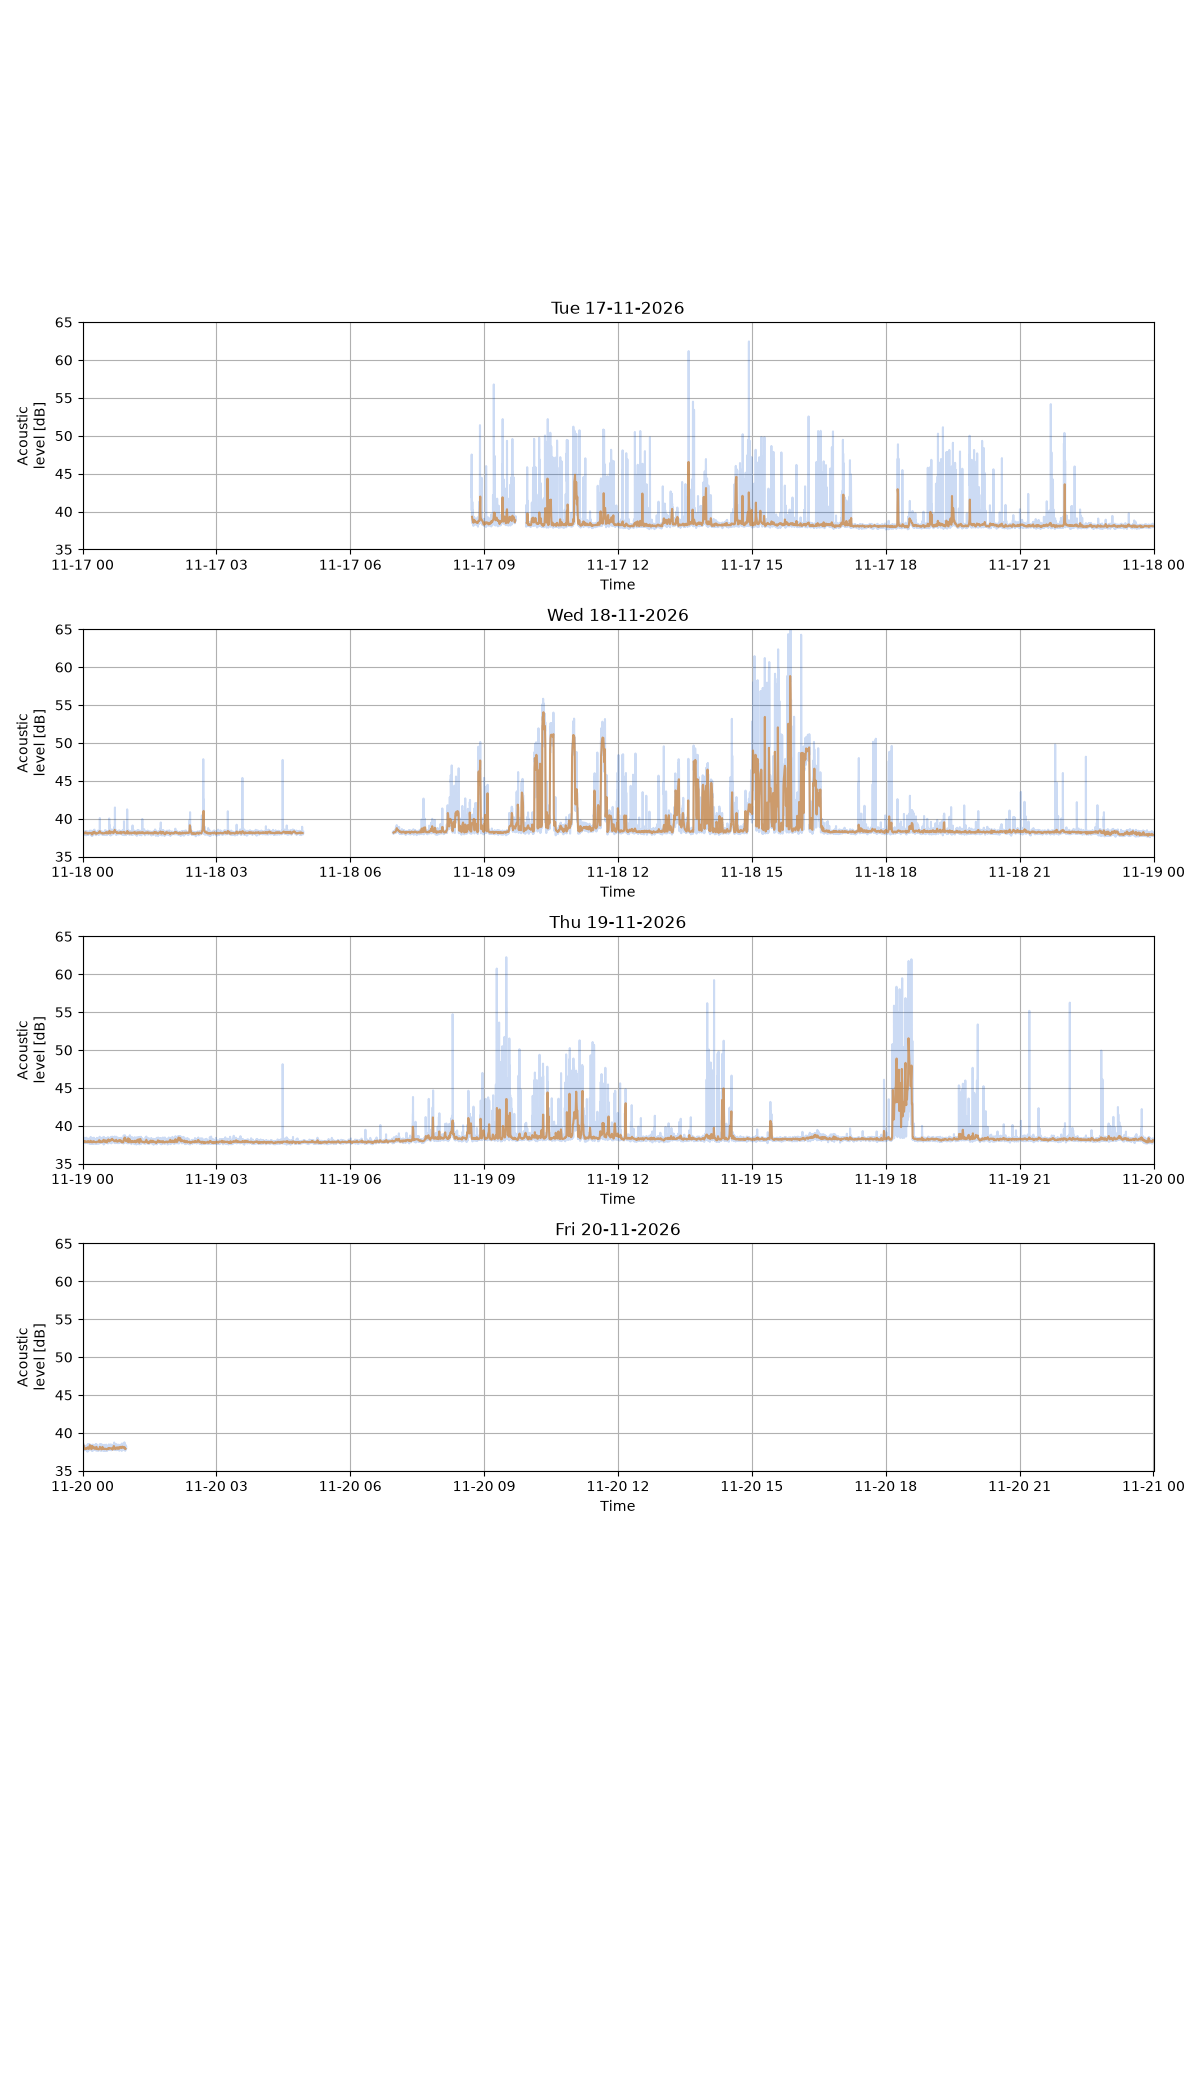 Tue 17-11-2026
65
60
55
50
45
40
35
Acoustic
level [dB]
11-17 00 11-17 03 11-17 06 11-17 09 11-17 12 11-17 15 11-17 18 11-17 21 11-18 00
Time
Wed 18-11-2026
65
60
55
50
45
40
35
Acoustic
level [dB]
11-18 00 11-18 03 11-18 06 11-18 09 11-18 12 11-18 15 11-18 18 11-18 21 11-19 00
Time
Thu 19-11-2026
65
60
55
50
45
40
35
Acoustic
level [dB]
11-19 00 11-19 03 11-19 06 11-19 09 11-19 12 11-19 15 11-19 18 11-19 21 11-20 00
Time
Fri 20-11-2026
65
60
55
50
45
40
35
Acoustic
level [dB]
11-20 00 11-20 03 11-20 06 11-20 09 11-20 12 11-20 15 11-20 18 11-20 21 11-21 00
Time